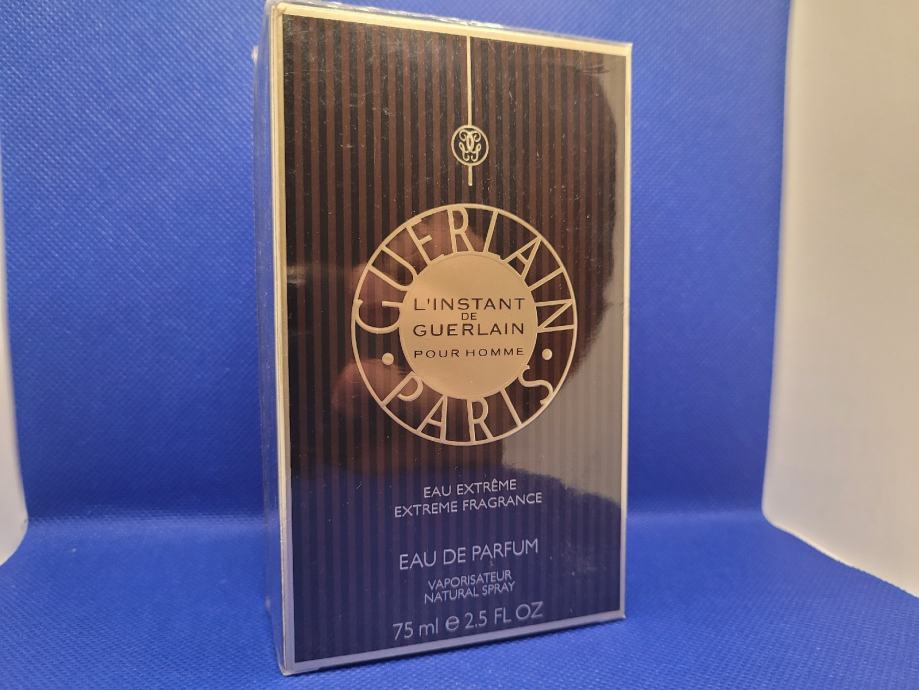 GUERLAIN
L'INSTANT
DE
GUERLAIN
POUR HOMME
• PARIS •
EAU EXTRÊME
EXTREME FRAGRANCE
EAU DE PARFUM
VAPORISATEUR
NATURAL SPRAY
75 ml e 2.5 FL OZ